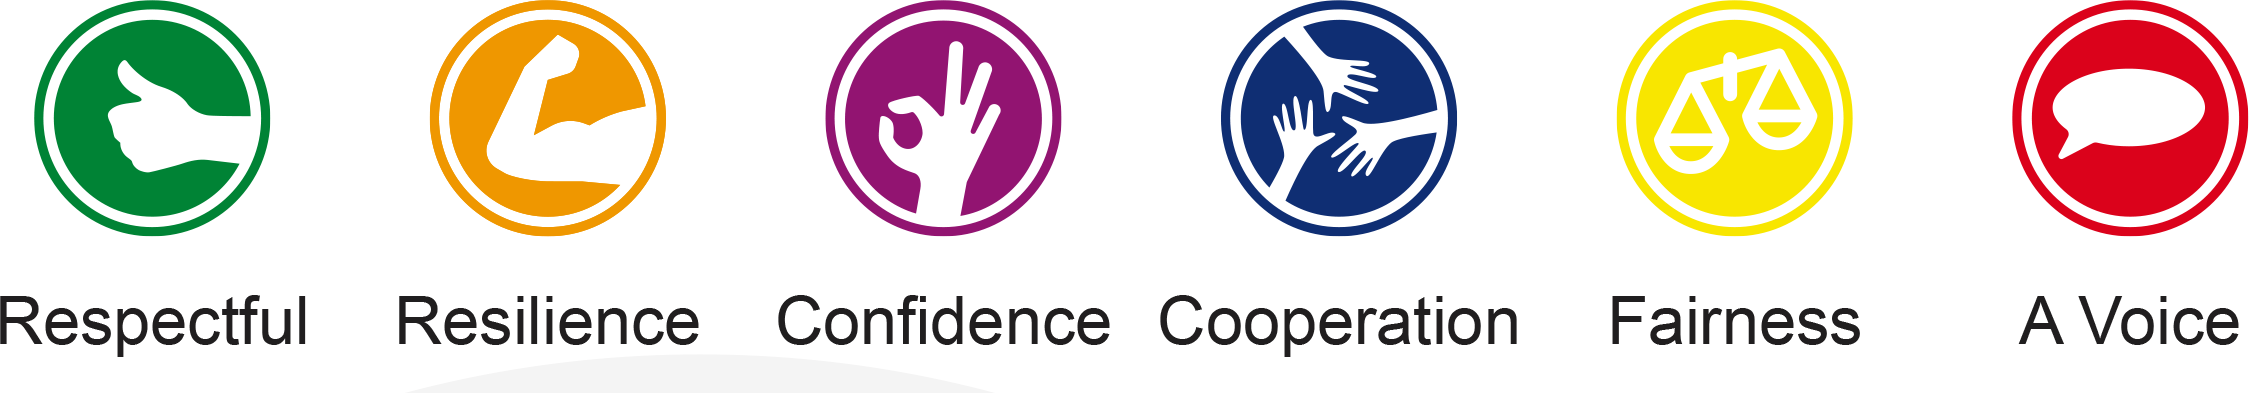 Respectful Resilience Confidence Cooperation Fairness A Voice